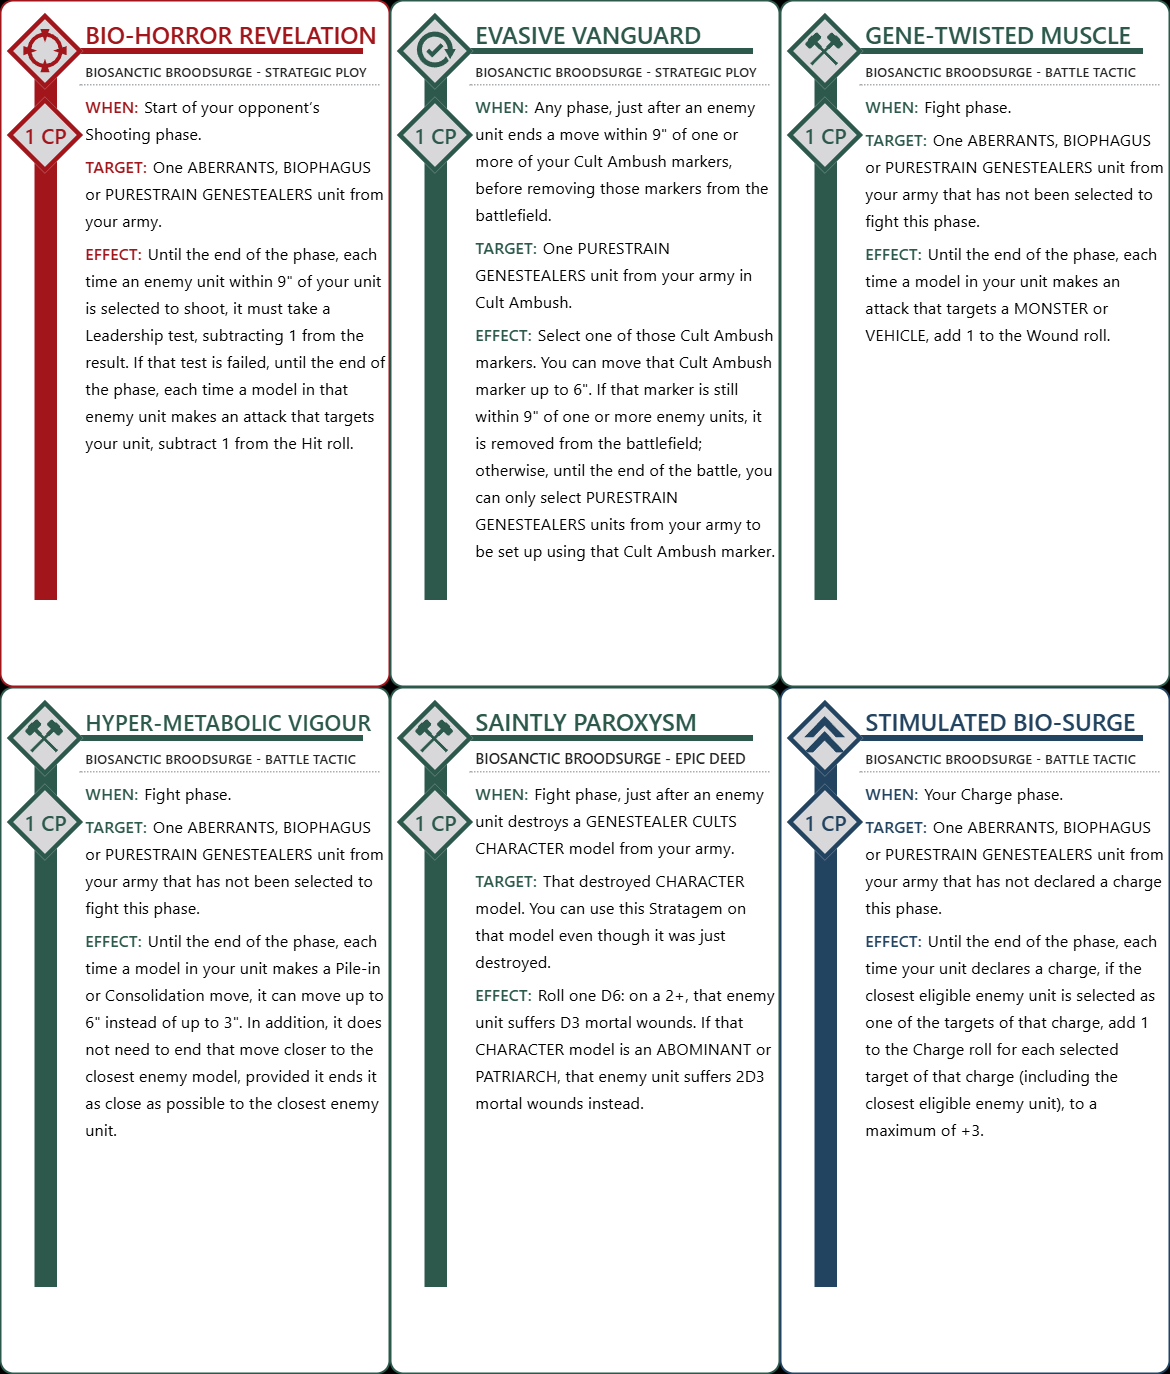 BIO-HORROR REVELATION
BIOSANCTIC BROODSURGE - STRATEGIC PLOY
1 CP
WHEN: Start of your opponent’s
Shooting phase.
TARGET: One ABERRANTS, BIOPHAGUS
or PURESTRAIN GENESTEALERS unit from
your army.
EFFECT: Until the end of the phase, each
time an enemy unit within 9" of your unit
is selected to shoot, it must take a
Leadership test, subtracting 1 from the
result. If that test is failed, until the end of
the phase, each time a model in that
enemy unit makes an attack that targets
your unit, subtract 1 from the Hit roll.
EVASIVE VANGUARD
BIOSANCTIC BROODSURGE - STRATEGIC PLOY
1 CP
WHEN: Any phase, just after an enemy
unit ends a move within 9" of one or
more of your Cult Ambush markers,
before removing those markers from the
battlefield.
TARGET: One PURESTRAIN
GENESTEALERS unit from your army in
Cult Ambush.
EFFECT: Select one of those Cult Ambush
markers. You can move that Cult Ambush
marker up to 6". If that marker is still
within 9" of one or more enemy units, it
is removed from the battlefield;
otherwise, until the end of the battle, you
can only select PURESTRAIN
GENESTEALERS units from your army to
be set up using that Cult Ambush marker.
GENE-TWISTED MUSCLE
BIOSANCTIC BROODSURGE - BATTLE TACTIC
1 CP
WHEN: Fight phase.
TARGET: One ABERRANTS, BIOPHAGUS
or PURESTRAIN GENESTEALERS unit from
your army that has not been selected to
fight this phase.
EFFECT: Until the end of the phase, each
time a model in your unit makes an
attack that targets a MONSTER or
VEHICLE, add 1 to the Wound roll.
HYPER-METABOLIC VIGOUR
BIOSANCTIC BROODSURGE - BATTLE TACTIC
1 CP
WHEN: Fight phase.
TARGET: One ABERRANTS, BIOPHAGUS
or PURESTRAIN GENESTEALERS unit from
your army that has not been selected to
fight this phase.
EFFECT: Until the end of the phase, each
time a model in your unit makes a Pile-in
or Consolidation move, it can move up to
6" instead of up to 3". In addition, it does
not need to end that move closer to the
closest enemy model, provided it ends it
as close as possible to the closest enemy
unit.
SAINTLY PAROXYSM
BIOSANCTIC BROODSURGE - EPIC DEED
1 CP
WHEN: Fight phase, just after an enemy
unit destroys a GENESTEALER CULTS
CHARACTER model from your army.
TARGET: That destroyed CHARACTER
model. You can use this Stratagem on
that model even though it was just
destroyed.
EFFECT: Roll one D6: on a 2+, that enemy
unit suffers D3 mortal wounds. If that
CHARACTER model is an ABOMINANT or
PATRIARCH, that enemy unit suffers 2D3
mortal wounds instead.
STIMULATED BIO-SURGE
BIOSANCTIC BROODSURGE - BATTLE TACTIC
1 CP
WHEN: Your Charge phase.
TARGET: One ABERRANTS, BIOPHAGUS
or PURESTRAIN GENESTEALERS unit from
your army that has not declared a charge
this phase.
EFFECT: Until the end of the phase, each
time your unit declares a charge, if the
closest eligible enemy unit is selected as
one of the targets of that charge, add 1
to the Charge roll for each selected
target of that charge (including the
closest eligible enemy unit), to a
maximum of +3.